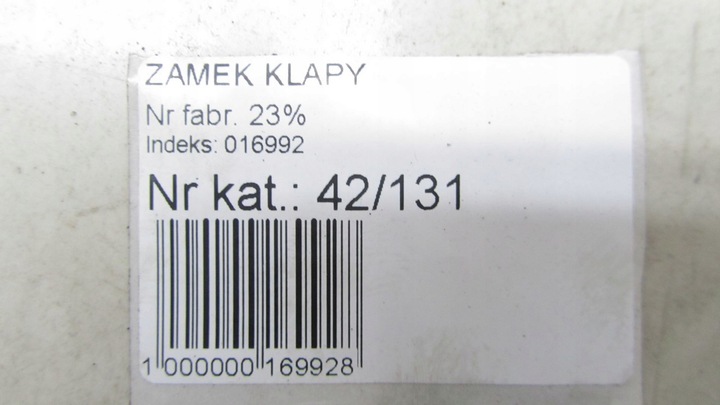 ZAMEK KLAPY
Nr fabr. 23%
Indeks: 016992
Nr kat.: 42/131
1 000000 169928